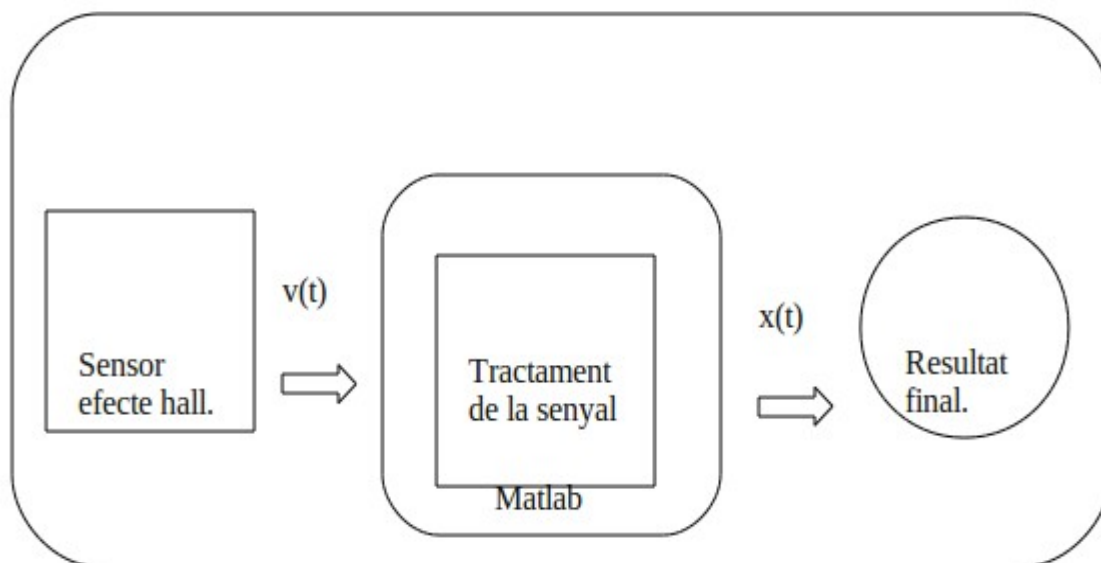 Sensor
efecte hall.
v(t)
Tractament
de la senyal
Matlab
x(t)
Resultat
final.